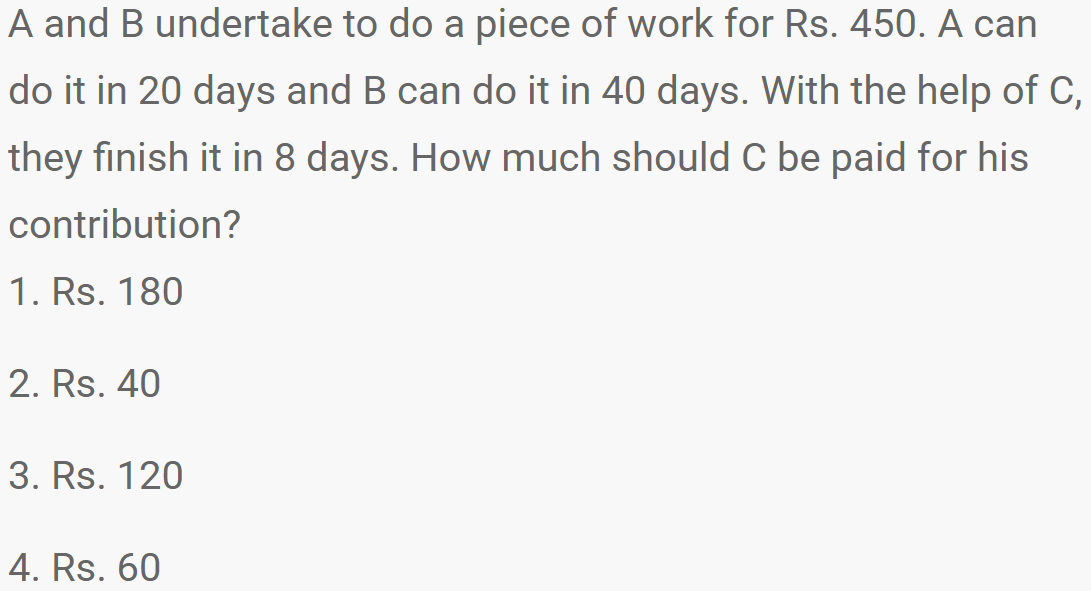 A and B undertake to do a piece of work for Rs. 450. A can
do it in 20 days and B can do it in 40 days. With the help of C,
they finish it in 8 days. How much should C be paid for his
contribution?
1. Rs. 180
2. Rs. 40
3. Rs. 120
4. Rs. 60